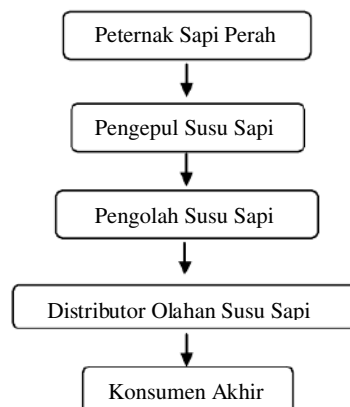 Peternak Sapi Perah
Pengepul Susu Sapi
Pengolah Susu Sapi
Distributor Olahan Susu Sapi
Konsumen Akhir